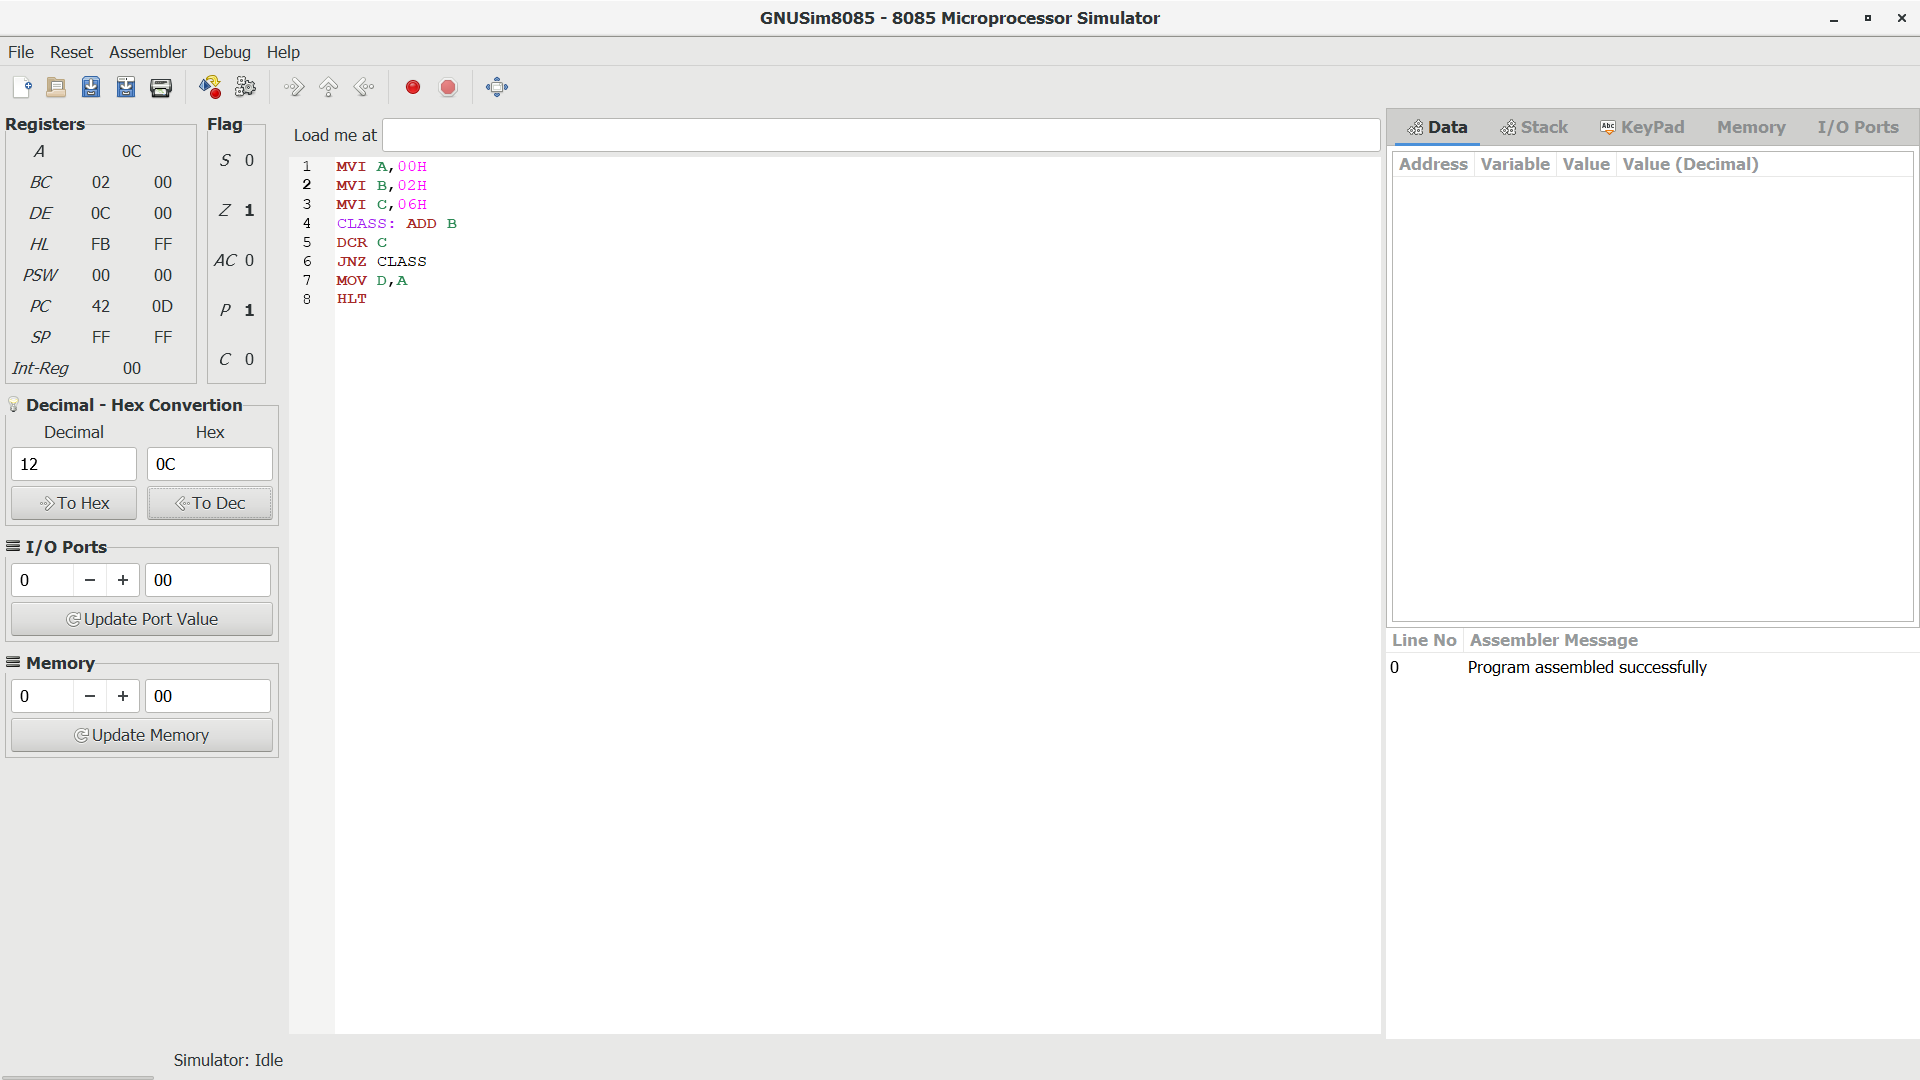 GNUSim8085 - 8085 Microprocessor Simulator
File Reset Assembler Debug Help
Registers
A 0C
BC 02 00
DE 0C 00
HL FB FF
PSW 00 00
PC 42 0D
SP FF FF
Int-Reg 00
Flag
S 0
Z 1
AC 0
P 1
C 0
Decimal - Hex Convertion
Decimal Hex
12 0C
To Hex To Dec
I/O Ports
0 − + 00
Update Port Value
Memory
0 − + 00
Update Memory
Load me at
1 MVI A,00H
2 MVI B,02H
3 MVI C,06H
4 CLASS: ADD B
5 DCR C
6 JNZ CLASS
7 MOV D,A
8 HLT
Data Stack Abc KeyPad Memory I/O Ports
Address Variable Value Value (Decimal)
Line No Assembler Message
0 Program assembled successfully
Simulator: Idle